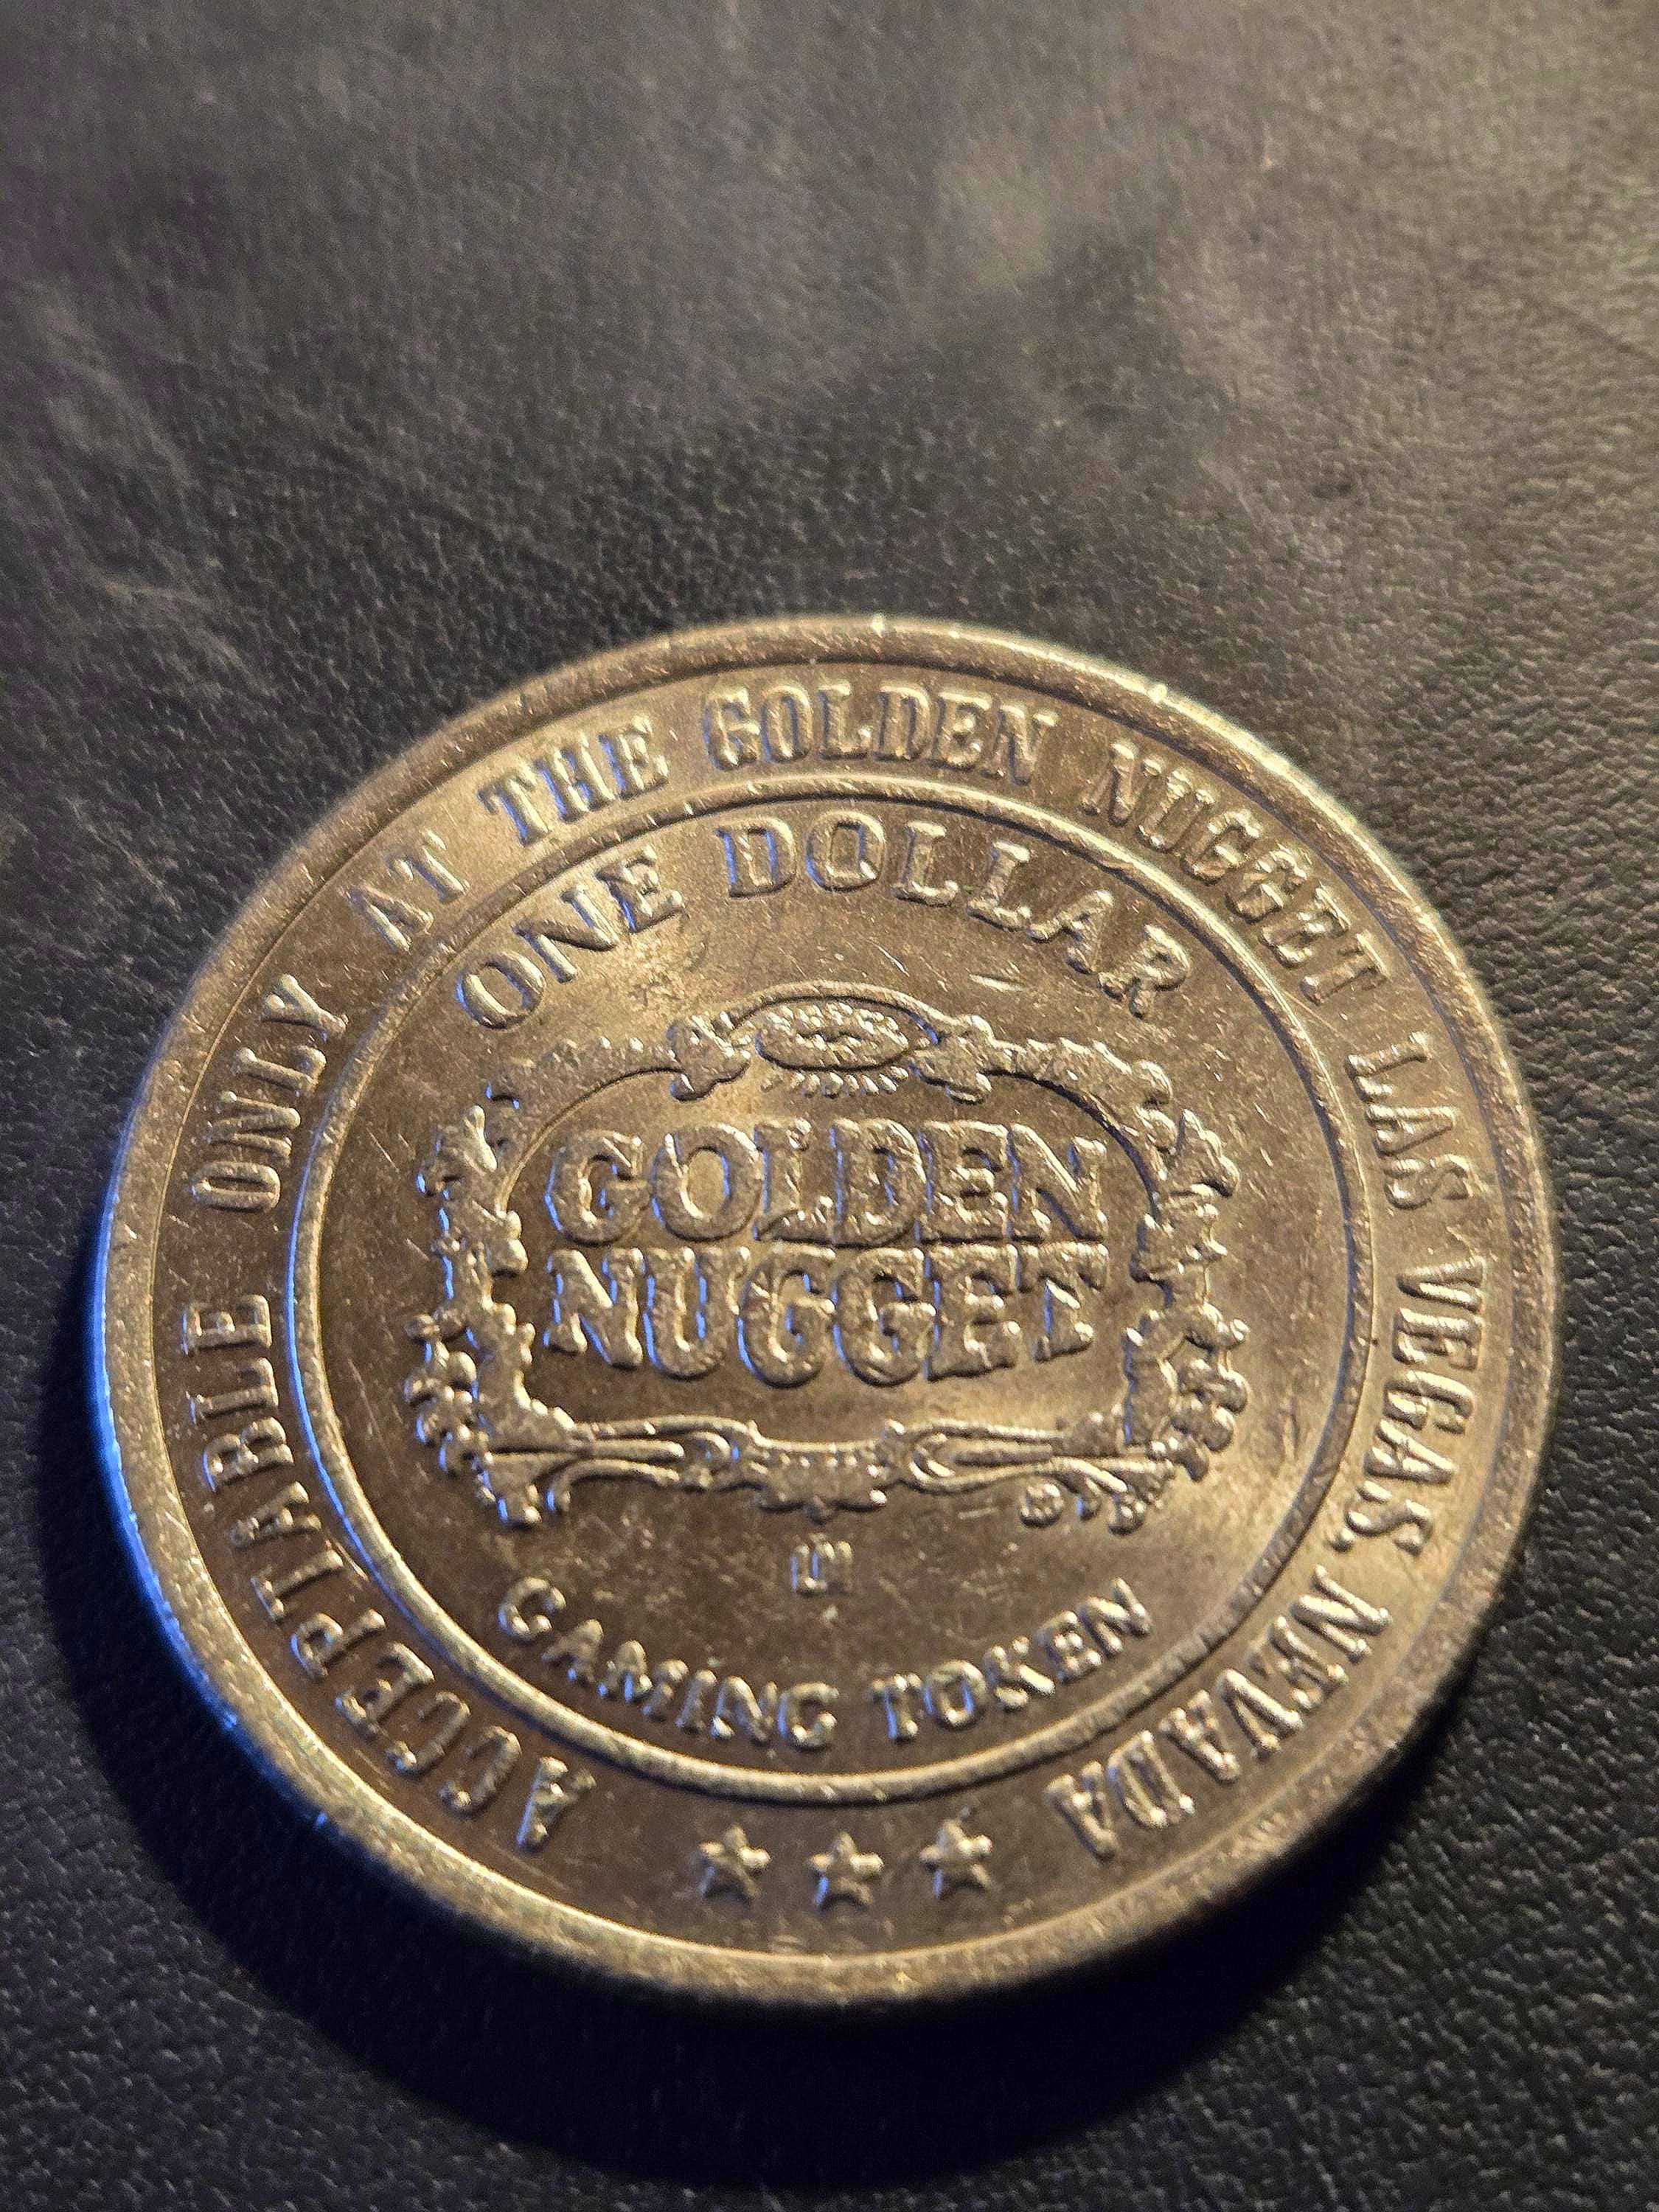 ACCEPTABLE ONLY AT THE GOLDEN NUGGET LAS VEGAS, NEVADA
ONE DOLLAR
GOLDEN
NUGGET
GAMING TOKEN